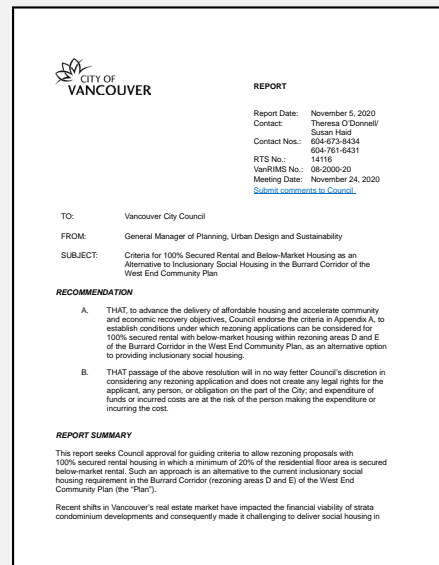 CITY OF
VANCOUVER
REPORT
Report Date: November 5, 2020
Contact: Theresa O'Donnell/
Susan Haid
Contact Nos.: 604-673-8434
604-761-6431
RTS No.: 14116
VanRIMS No.: 08-2000-20
Meeting Date: November 24, 2020
Submit comments to Council
TO: Vancouver City Council
FROM: General Manager of Planning, Urban Design and Sustainability
SUBJECT: Criteria for 100% Secured Rental and Below-Market Housing as an
Alternative to Inclusionary Social Housing in the Burrard Corridor of the
West End Community Plan
RECOMMENDATION
A. THAT, to advance the delivery of affordable housing and accelerate community
and economic recovery objectives, Council endorse the criteria in Appendix A, to
establish conditions under which rezoning applications can be considered for
100% secured rental with below-market housing within rezoning areas D and E
of the Burrard Corridor in the West End Community Plan, as an alternative option
to providing inclusionary social housing.
B. THAT passage of the above resolution will in no way fetter Council's discretion in
considering any rezoning application and does not create any legal rights for the
applicant, any person, or obligation on the part of the City; and expenditure of
funds or incurred costs are at the risk of the person making the expenditure or
incurring the cost.
REPORT SUMMARY
This report seeks Council approval for guiding criteria to allow rezoning proposals with
100% secured rental housing in which a minimum of 20% of the residential floor area is secured
below-market rental. Such an approach is an alternative to the current inclusionary social
housing requirement in the Burrard Corridor (rezoning areas D and E) of the West End
Community Plan (the "Plan").
Recent shifts in Vancouver's real estate market have impacted the financial viability of strata
condominium developments and consequently made it challenging to deliver social housing in